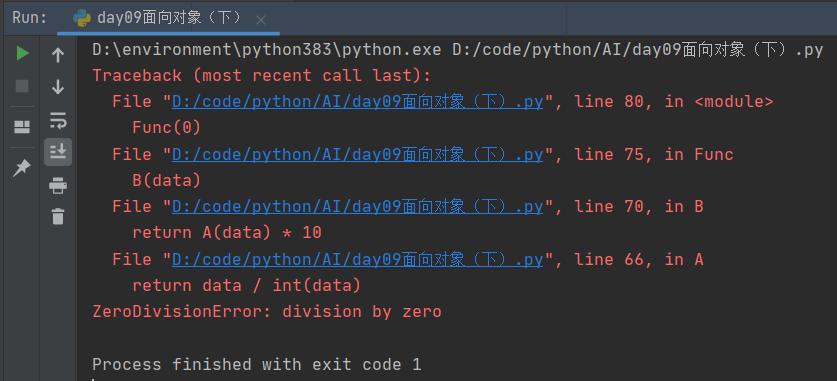 Run: day09面向对象（下）
D:\environment\python383\python.exe D:/code/python/AI/day09面向对象（下）.py
Traceback (most recent call last):
  File "D:/code/python/AI/day09面向对象（下）.py", line 80, in <module>
    Func(0)
  File "D:/code/python/AI/day09面向对象（下）.py", line 75, in Func
    B(data)
  File "D:/code/python/AI/day09面向对象（下）.py", line 70, in B
    return A(data) * 10
  File "D:/code/python/AI/day09面向对象（下）.py", line 66, in A
    return data / int(data)
ZeroDivisionError: division by zero
Process finished with exit code 1